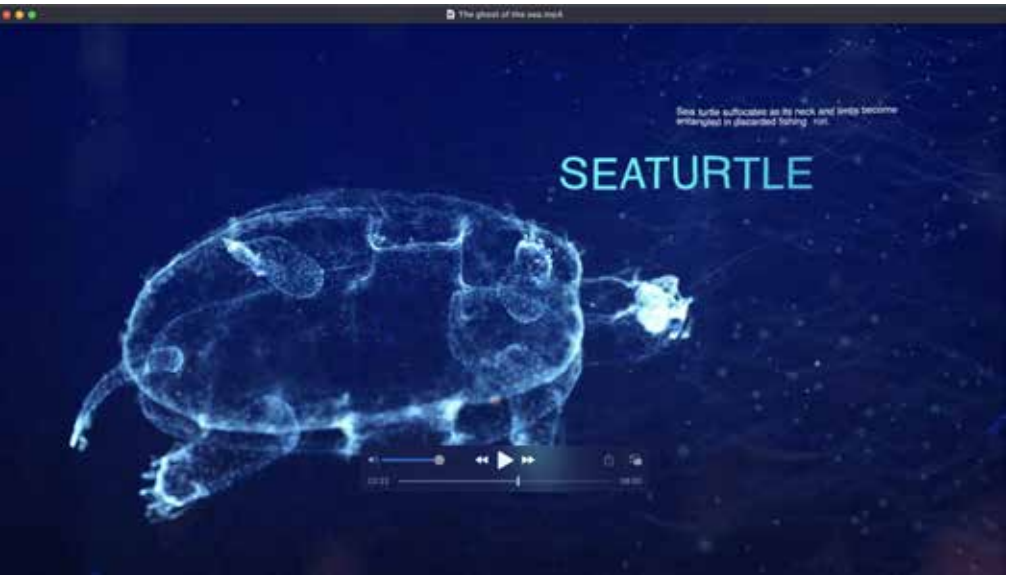 The ghost of the sea.mp4
Sea turtle suffocates as its neck and limbs become
entangled in discarded fishing
SEATURTLE